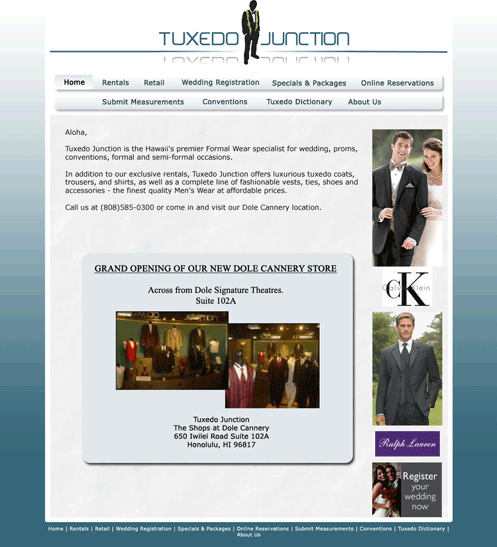 TUXEDO JUNCTION
Home Rentals Retail Wedding Registration Specials & Packages Online Reservations
Submit Measurements Conventions Tuxedo Dictionary About Us
Aloha,
Tuxedo Junction is the Hawaii's premier Formal Wear specialist for wedding, proms,
conventions, formal and semi-formal occasions.
In addition to our exclusive rentals, Tuxedo Junction offers luxurious tuxedo coats,
trousers, and shirts, as well as a complete line of fashionable vests, ties, shoes and
accessories - the finest quality Men's Wear at affordable prices.
Call us at (808)585-0300 or come in and visit our Dole Cannery location.
GRAND OPENING OF OUR NEW DOLE CANNERY STORE
Across from Dole Signature Theatres.
Suite 102A
Tuxedo Junction
The Shops at Dole Cannery
650 Iwilei Road Suite 102A
Honolulu, HI 96817
Calvin Klein
CK
Ralph Lauren
Register
your
wedding
now
Home | Rentals | Retail | Wedding Registration | Specials & Packages | Online Reservations | Submit Measurements | Conventions | Tuxedo Dictionary |
About Us